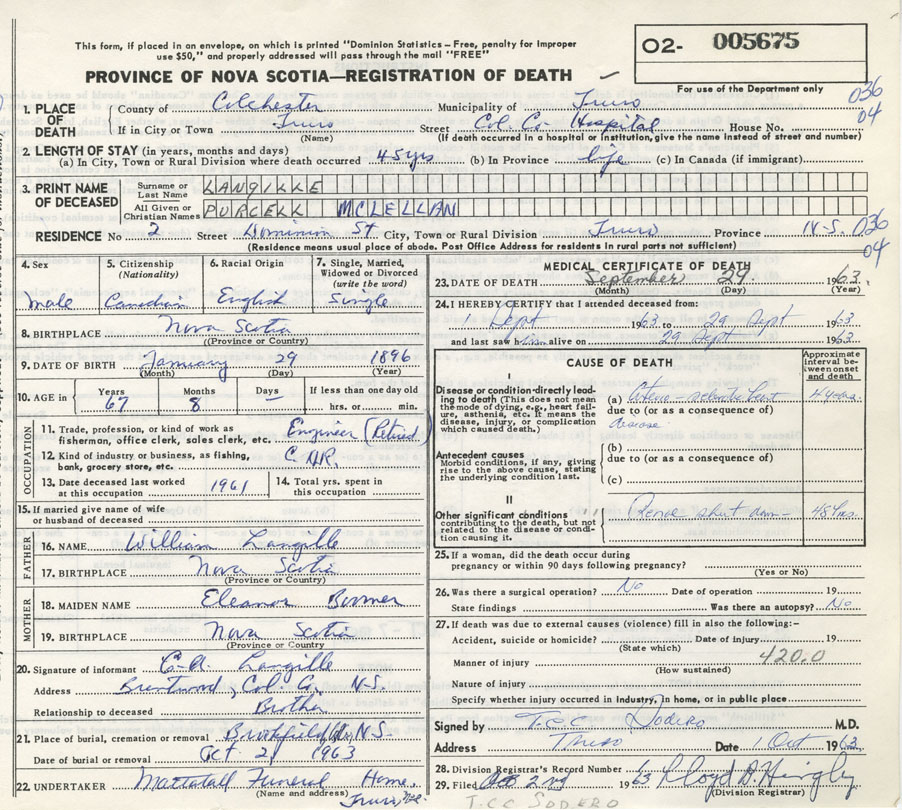 This form, if placed in an envelope, on which is printed "Dominion Statistics - Free, penalty for improper
use $50," and properly addressed will pass through the mail "FREE"
O2- 005675
PROVINCE OF NOVA SCOTIA—REGISTRATION OF DEATH
For use of the Department only
036
04
1. PLACE OF DEATH County of Colchester Municipality of Truro
If in City or Town Truro (Name) Street Col. Co. Hospital House No.
(If death occurred in a hospital or institution, give the name instead of street and number)
2. LENGTH OF STAY (in years, months and days)
(a) In City, Town or Rural Division where death occurred 45 yrs (b) In Province life (c) In Canada (if immigrant)
3. PRINT NAME OF DECEASED Surname or Last Name LANGIKKE
All Given or Christian Names PURCEKK MCLELLAN
RESIDENCE No 2 Street Dominion St. City, Town or Rural Division Truro Province N.S. 036
04
(Residence means usual place of abode. Post Office Address for residents in rural parts not sufficient)
4. Sex 5. Citizenship (Nationality) 6. Racial Origin 7. Single, Married, Widowed or Divorced (write the word)
male Canadian English Single
8. BIRTHPLACE Nova Scotia
(Province or Country)
9. DATE OF BIRTH January 29 1896
(Month) (Day) (Year)
10. AGE in Years Months Days If less than one day old
67 8 — hrs. or min.
OCCUPATION
11. Trade, profession, or kind of work as fisherman, office clerk, sales clerk, etc. Engineer (Retired)
12. Kind of industry or business, as fishing, bank, grocery store, etc. C.N.R.
13. Date deceased last worked at this occupation 1961 14. Total yrs. spent in this occupation
15. If married give name of wife or husband of deceased
FATHER
16. NAME William Langille
17. BIRTHPLACE Nova Scotia
(Province or Country)
MOTHER
18. MAIDEN NAME Eleanor Boomer
19. BIRTHPLACE Nova Scotia
(Province or Country)
20. Signature of informant C. A. Langille
Address Brentwood, Col. Co. N.S.
Relationship to deceased Brother
21. Place of burial, cremation or removal Brookfield, N.S.
Date of burial or removal Oct 2 1963
22. UNDERTAKER Mattatall Funeral Home,
(Name and address) Truro, N.S.
MEDICAL CERTIFICATE OF DEATH
23. DATE OF DEATH September 29 1963
(Month) (Day) (Year)
24. I HEREBY CERTIFY that I attended deceased from:
1 Sept 1963 to 29 Sept 1963
and last saw him alive on 29 Sept 1963
CAUSE OF DEATH
Approximate interval between onset and death
I
Disease or condition directly leading to death (This does not mean the mode of dying, e.g., heart failure, asthenia, etc. It means the disease, injury, or complication which caused death.)
(a) heart
due to (or as a consequence of)
disease
Antecedent causes
Morbid conditions, if any, giving rise to the above cause, stating the underlying condition last.
(b)
due to (or as a consequence of)
(c)
II
Other significant conditions contributing to the death, but not related to the disease or condition causing it.
shut down 48 hrs.
25. If a woman, did the death occur during pregnancy or within 90 days following pregnancy?
(Yes or No)
26. Was there a surgical operation? No Date of operation 19
State findings Was there an autopsy? No
27. If death was due to external causes (violence) fill in also the following:-
Accident, suicide or homicide? Date of injury 19
(State which)
Manner of injury 420.0
(How sustained)
Nature of injury
Specify whether injury occurred in industry, in home, or in public place
Signed by T.C.C Sodero M.D.
Address Truro Date 1 Oct 1963
28. Division Registrar's Record Number
29. Filed Oct 2nd 1963 Lloyd
(Division Registrar)
T.C.C SODERO